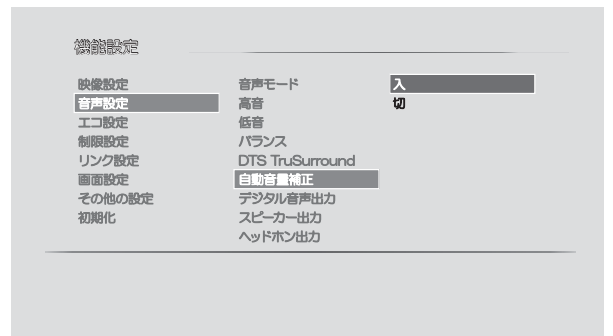 機能設定
映像設定
音声設定
エコ設定
制限設定
リンク設定
画面設定
その他の設定
初期化
音声モード
高音
低音
バランス
DTS TruSurround
自動音量補正
デジタル音声出力
スピーカー出力
ヘッドホン出力
入
切